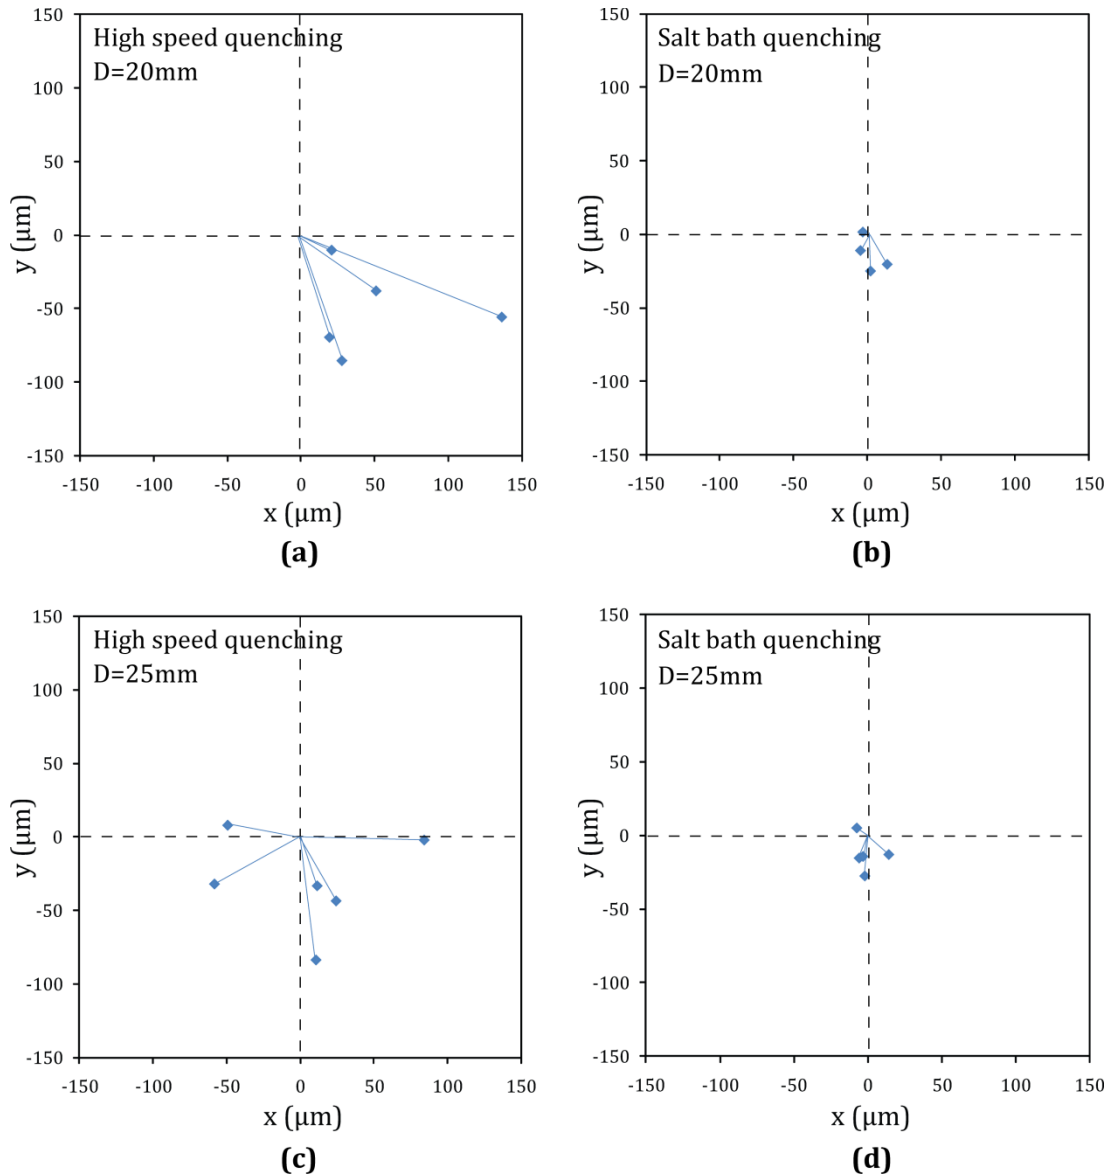 High speed quenching
D=20mm
150
100
50
0
-50
-100
-150
y (μm)
-150 -100 -50 0 50 100 150
x (μm)
(a)
Salt bath quenching
D=20mm
150
100
50
0
-50
-100
-150
y (μm)
-150 -100 -50 0 50 100 150
x (μm)
(b)
High speed quenching
D=25mm
150
100
50
0
-50
-100
-150
y (μm)
-150 -100 -50 0 50 100 150
x (μm)
(c)
Salt bath quenching
D=25mm
150
100
50
0
-50
-100
-150
y (μm)
-150 -100 -50 0 50 100 150
x (μm)
(d)